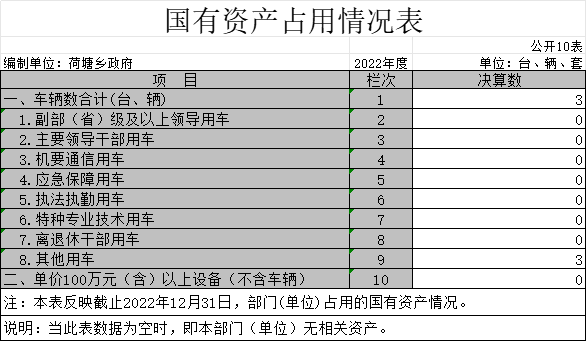 国有资产占用情况表
公开10表
编制单位：荷塘乡政府 2022年度 单位：台、辆、套
项 目 栏次 决算数
一、车辆数合计(台、辆) 1 3
1.副部（省）级及以上领导用车 2 0
2.主要领导干部用车 3 0
3.机要通信用车 4 0
4.应急保障用车 5 0
5.执法执勤用车 6 0
6.特种专业技术用车 7 0
7.离退休干部用车 8 0
8.其他用车 9 3
二、单价100万元（含）以上设备（不含车辆） 10 0
注：本表反映截止2022年12月31日，部门(单位)占用的国有资产情况。
说明：当此表数据为空时，即本部门（单位）无相关资产。